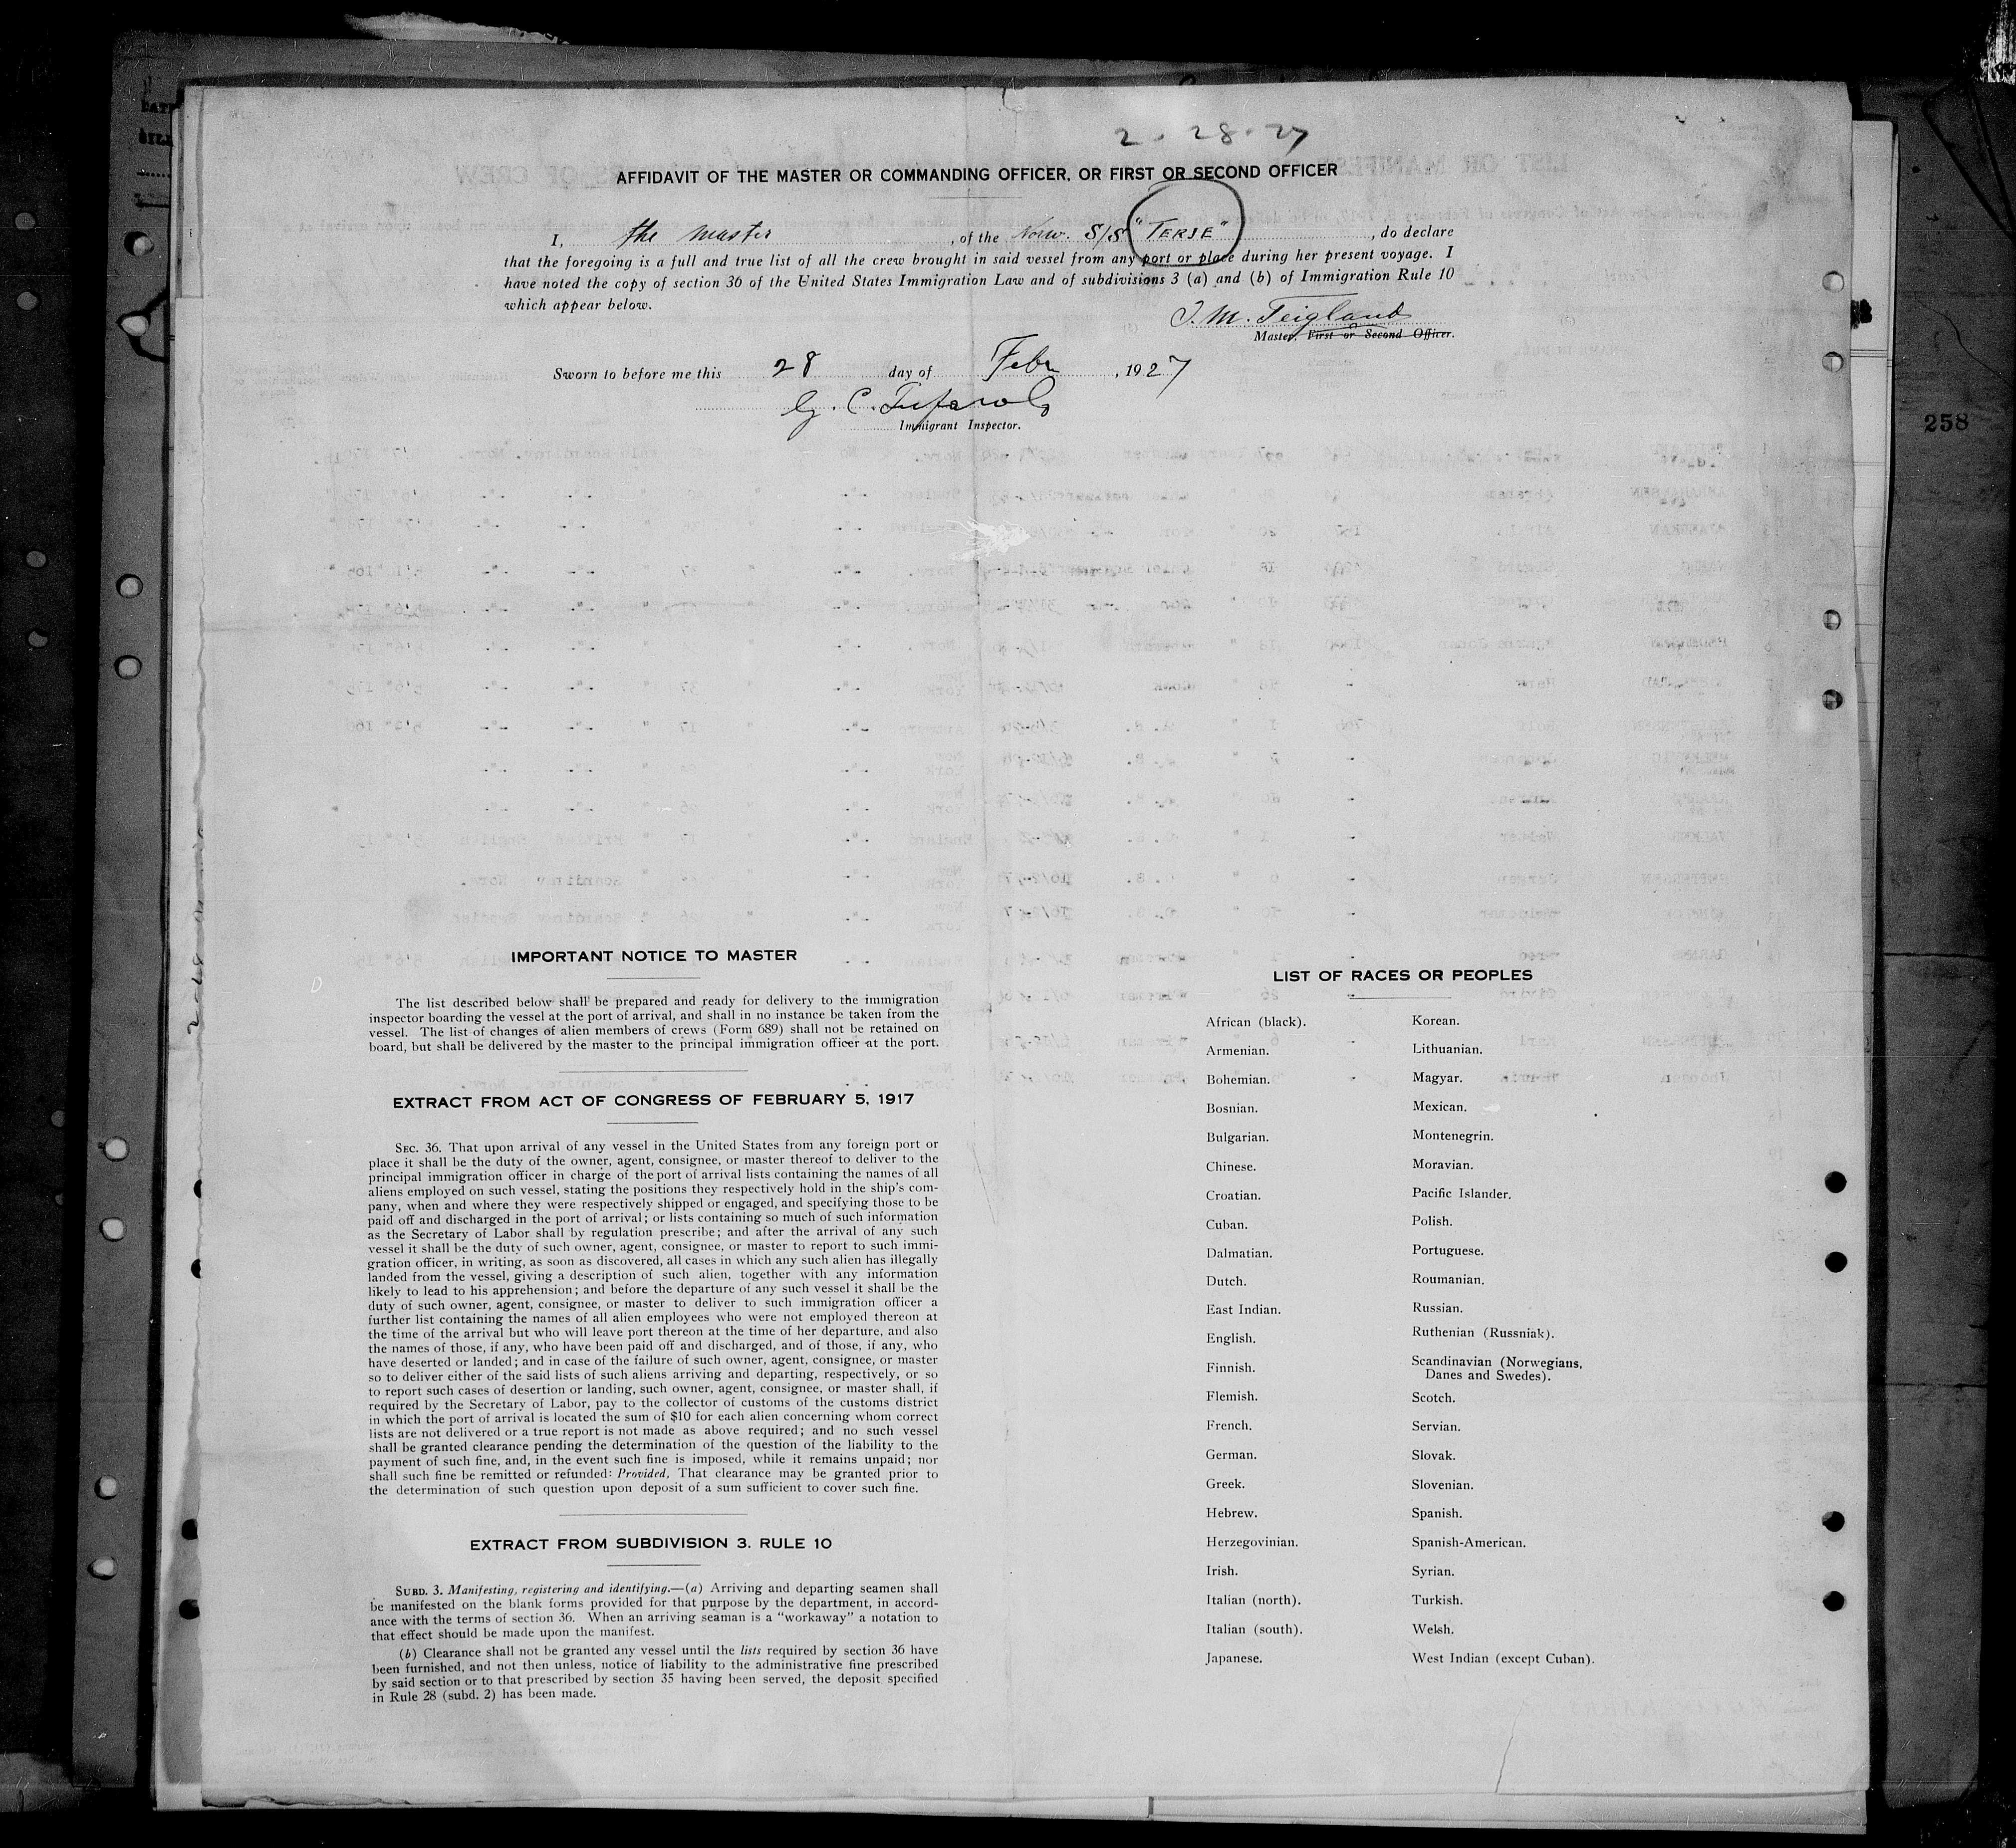 2 . 28 . 27
AFFIDAVIT OF THE MASTER OR COMMANDING OFFICER, OR FIRST OR SECOND OFFICER
I, the Master, of the Norw. S/S "TERJE", do declare
that the foregoing is a full and true list of all the crew brought in said vessel from any port or place during her present voyage. I
have noted the copy of section 36 of the United States Immigration Law and of subdivisions 3 (a) and (b) of Immigration Rule 10
which appear below.
J. M. Teigland
Master, First or Second Officer.
Sworn to before me this 28 day of Febr, 1927
G. C.
Immigrant Inspector.
258
IMPORTANT NOTICE TO MASTER
The list described below shall be prepared and ready for delivery to the immigration
inspector boarding the vessel at the port of arrival, and shall in no instance be taken from the
vessel. The list of changes of alien members of crews (Form 689) shall not be retained on
board, but shall be delivered by the master to the principal immigration officer at the port.
EXTRACT FROM ACT OF CONGRESS OF FEBRUARY 5, 1917
SEC. 36. That upon arrival of any vessel in the United States from any foreign port or
place it shall be the duty of the owner, agent, consignee, or master thereof to deliver to the
principal immigration officer in charge of the port of arrival lists containing the names of all
aliens employed on such vessel, stating the positions they respectively hold in the ship's com-
pany, when and where they were respectively shipped or engaged, and specifying those to be
paid off and discharged in the port of arrival; or lists containing so much of such information
as the Secretary of Labor shall by regulation prescribe; and after the arrival of any such
vessel it shall be the duty of such owner, agent, consignee, or master to report to such immi-
gration officer, in writing, as soon as discovered, all cases in which any such alien has illegally
landed from the vessel, giving a description of such alien, together with any information
likely to lead to his apprehension; and before the departure of any such vessel it shall be the
duty of such owner, agent, consignee, or master to deliver to such immigration officer a
further list containing the names of all alien employees who were not employed thereon at
the time of the arrival but who will leave port thereon at the time of her departure, and also
the names of those, if any, who have been paid off and discharged, and of those, if any, who
have deserted or landed; and in case of the failure of such owner, agent, consignee, or master
so to deliver either of the said lists of such aliens arriving and departing, respectively, or so
to report such cases of desertion or landing, such owner, agent, consignee, or master shall, if
required by the Secretary of Labor, pay to the collector of customs of the customs district
in which the port of arrival is located the sum of $10 for each alien concerning whom correct
lists are not delivered or a true report is not made as above required; and no such vessel
shall be granted clearance pending the determination of the question of the liability to the
payment of such fine, and, in the event such fine is imposed, while it remains unpaid; nor
shall such fine be remitted or refunded: Provided, That clearance may be granted prior to
the determination of such question upon deposit of a sum sufficient to cover such fine.
EXTRACT FROM SUBDIVISION 3. RULE 10
SUBD. 3. Manifesting, registering and identifying.—(a) Arriving and departing seamen shall
be manifested on the blank forms provided for that purpose by the department, in accord-
ance with the terms of section 36. When an arriving seaman is a "workaway" a notation to
that effect should be made upon the manifest.
(b) Clearance shall not be granted any vessel until the lists required by section 36 have
been furnished, and not then unless, notice of liability to the administrative fine prescribed
by said section or to that prescribed by section 35 having been served, the deposit specified
in Rule 28 (subd. 2) has been made.
LIST OF RACES OR PEOPLES
African (black).
Armenian.
Bohemian.
Bosnian.
Bulgarian.
Chinese.
Croatian.
Cuban.
Dalmatian.
Dutch.
East Indian.
English.
Finnish.
Flemish.
French.
German.
Greek.
Hebrew.
Herzegovinian.
Irish.
Italian (north).
Italian (south).
Japanese.
Korean.
Lithuanian.
Magyar.
Mexican.
Montenegrin.
Moravian.
Pacific Islander.
Polish.
Portuguese.
Roumanian.
Russian.
Ruthenian (Russniak).
Scandinavian (Norwegians,
Danes and Swedes).
Scotch.
Servian.
Slovak.
Slovenian.
Spanish.
Spanish-American.
Syrian.
Turkish.
Welsh.
West Indian (except Cuban).